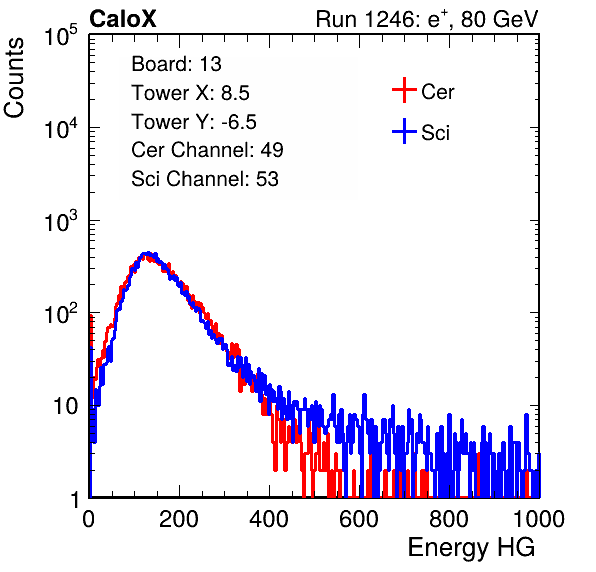 CaloX Run 1246: e⁺, 80 GeV
Counts
Board: 13
Tower X: 8.5
Tower Y: -6.5
Cer Channel: 49
Sci Channel: 53
Cer
Sci
10⁵
10⁴
10³
10²
10
1
0 200 400 600 800 1000
Energy HG